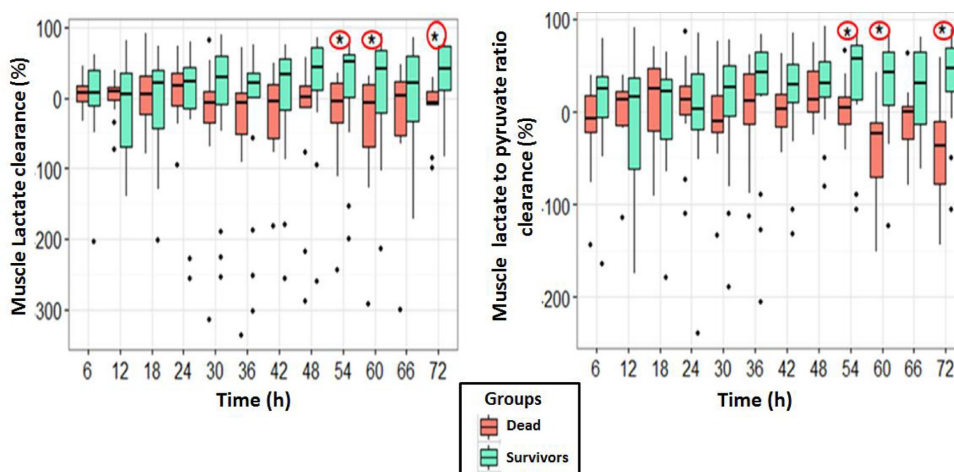 Muscle Lactate clearance (%)
100
0
100
200
300
*
*
*
6 12 18 24 30 36 42 48 54 60 66 72
Time (h)
Muscle lactate to pyruvate ratio
clearance (%)
100
0
-100
-200
*
*
*
6 12 18 24 30 36 42 48 54 60 66 72
Time (h)
Groups
Dead
Survivors